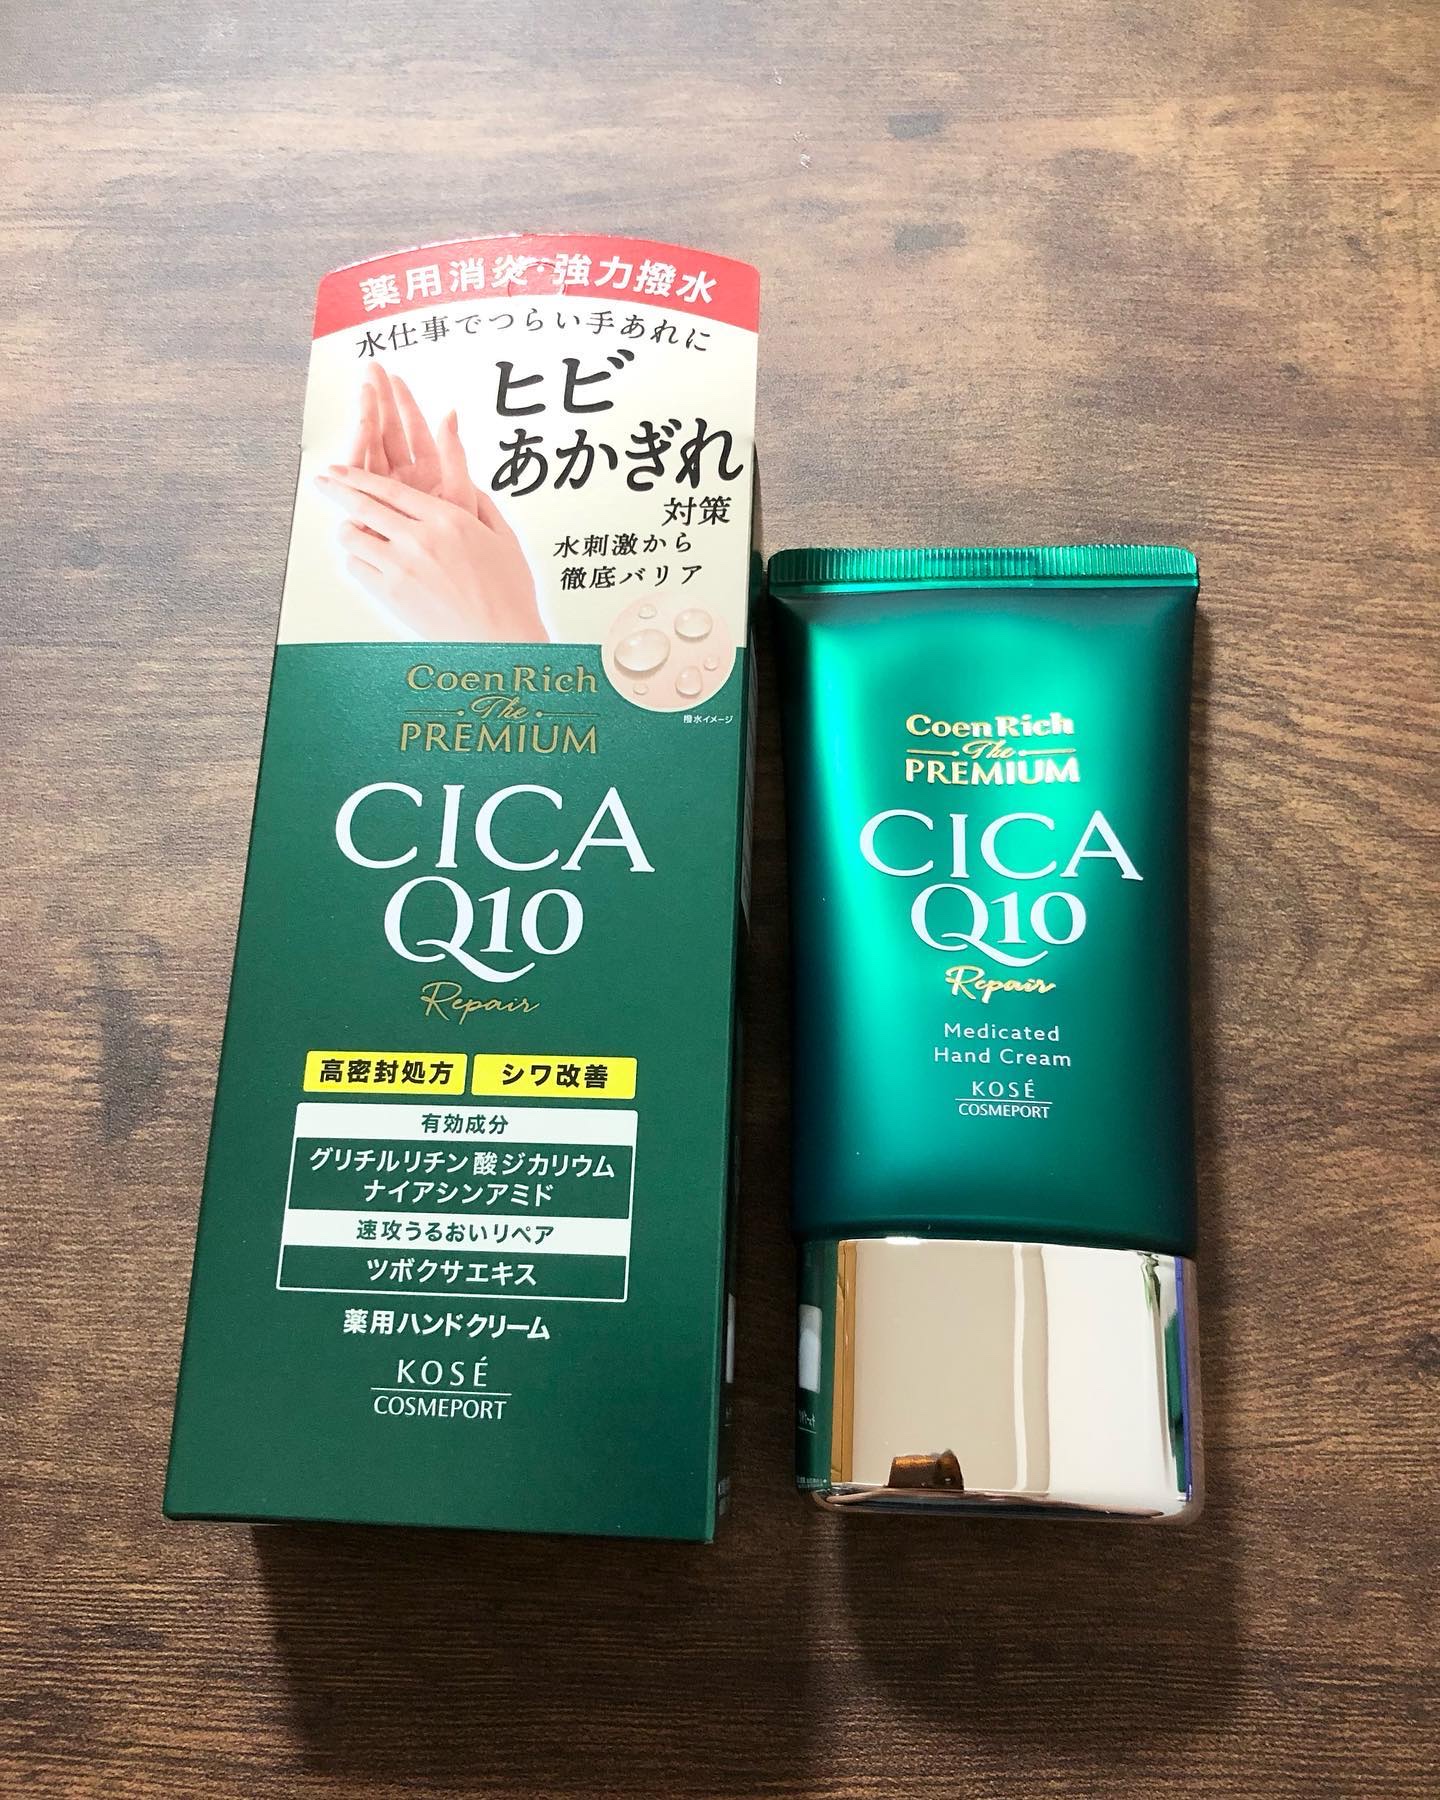 薬用消炎・強力撥水
水仕事でつらい手あれに
ヒビ
あかぎれ
対策
水刺激から
徹底バリア
撥水イメージ
Coen Rich
The
PREMIUM
CICA
Q10
Repair
高密封処方 シワ改善
有効成分
グリチルリチン酸ジカリウム
ナイアシンアミド
速攻うるおいリペア
ツボクサエキス
薬用ハンドクリーム
KOSÉ
COSMEPORT
Coen Rich
The
PREMIUM
CICA
Q10
Repair
Medicated
Hand Cream
KOSÉ
COSMEPORT